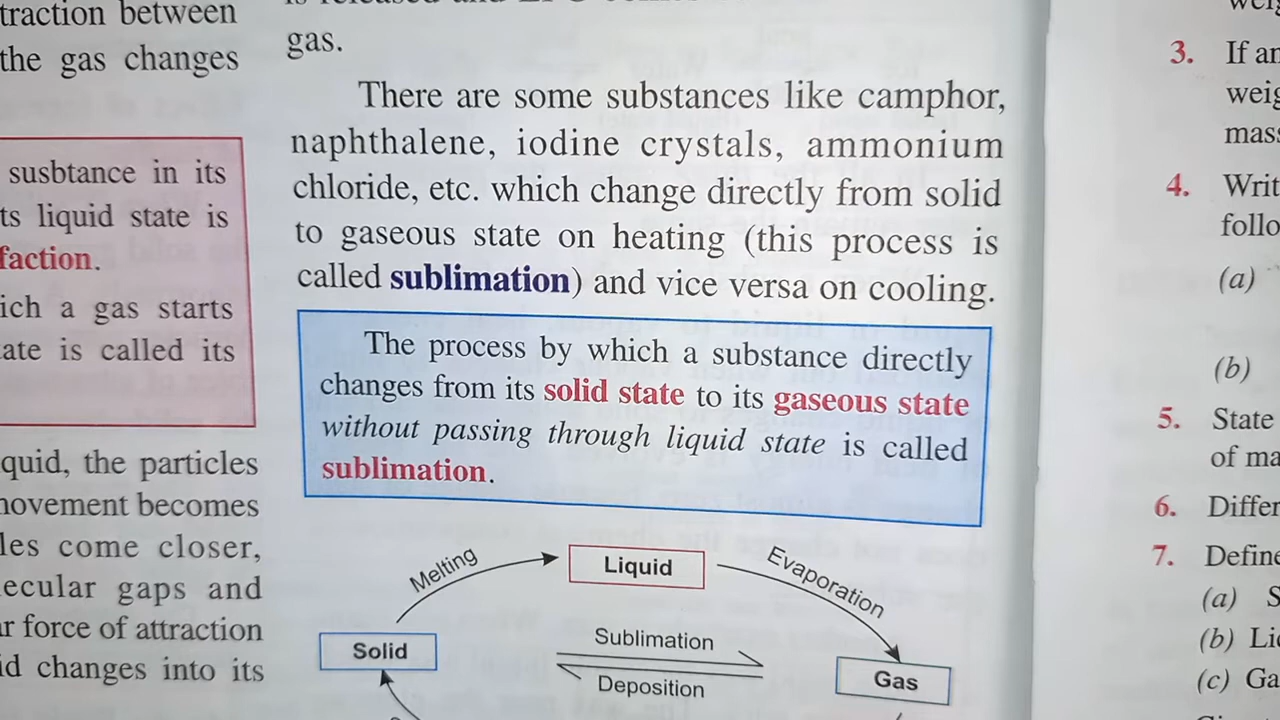 traction between
the gas changes
susbtance in its
ts liquid state is
faction.
ich a gas starts
ate is called its
quid, the particles
movement becomes
les come closer,
ecular gaps and
r force of attraction
id changes into its
gas.
There are some substances like camphor,
naphthalene, iodine crystals, ammonium
chloride, etc. which change directly from solid
to gaseous state on heating (this process is
called sublimation) and vice versa on cooling.
The process by which a substance directly
changes from its solid state to its gaseous state
without passing through liquid state is called
sublimation.
Melting
Liquid
Evaporation
Solid
Sublimation
Deposition
Gas
3. If an
weig
mass
4. Writ
follo
(a)
(b)
5. State
of ma
6. Differ
7. Define
(a) S
(b) Li
(c) Ga